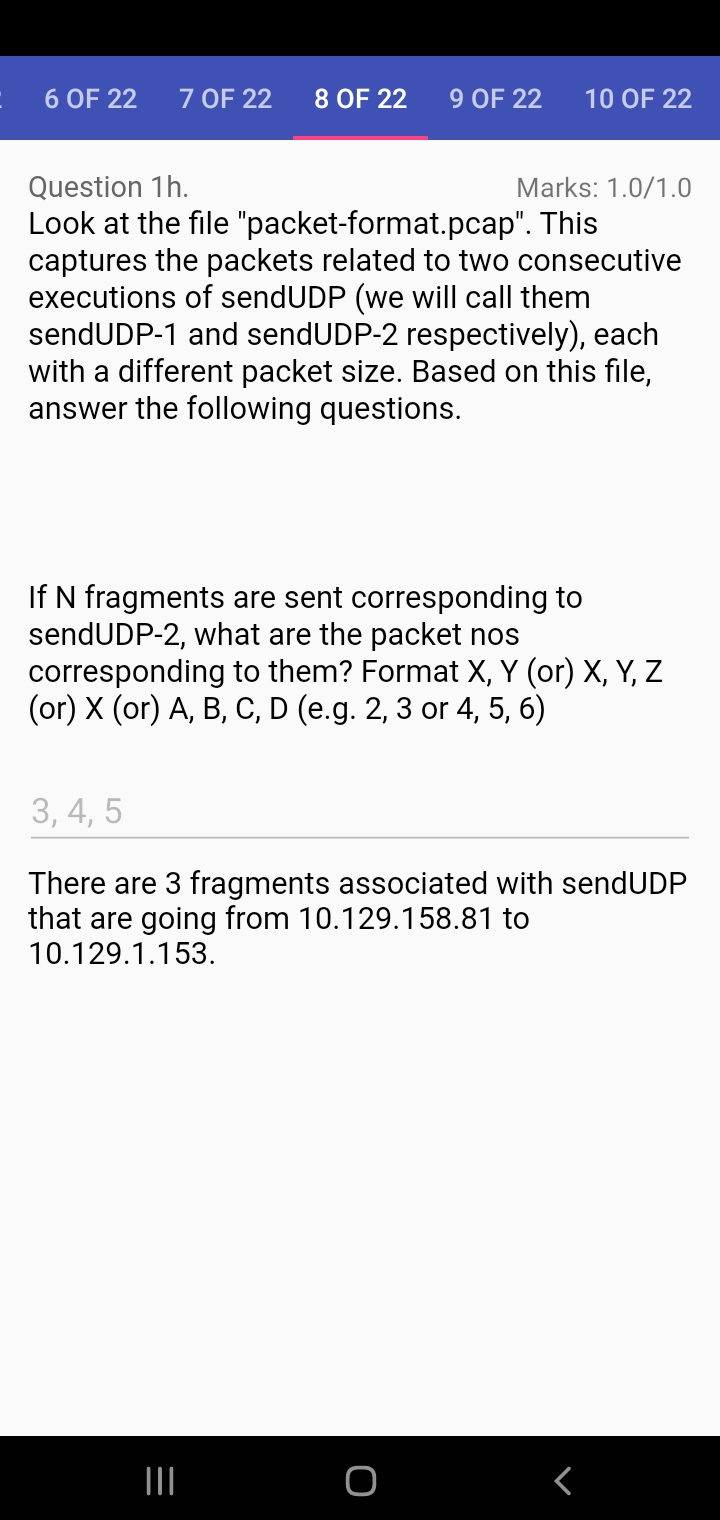 6 OF 22 7 OF 22 8 OF 22 9 OF 22 10 OF 22
Question 1h. Marks: 1.0/1.0
Look at the file "packet-format.pcap". This
captures the packets related to two consecutive
executions of sendUDP (we will call them
sendUDP-1 and sendUDP-2 respectively), each
with a different packet size. Based on this file,
answer the following questions.
If N fragments are sent corresponding to
sendUDP-2, what are the packet nos
corresponding to them? Format X, Y (or) X, Y, Z
(or) X (or) A, B, C, D (e.g. 2, 3 or 4, 5, 6)
3, 4, 5
There are 3 fragments associated with sendUDP
that are going from 10.129.158.81 to
10.129.1.153.